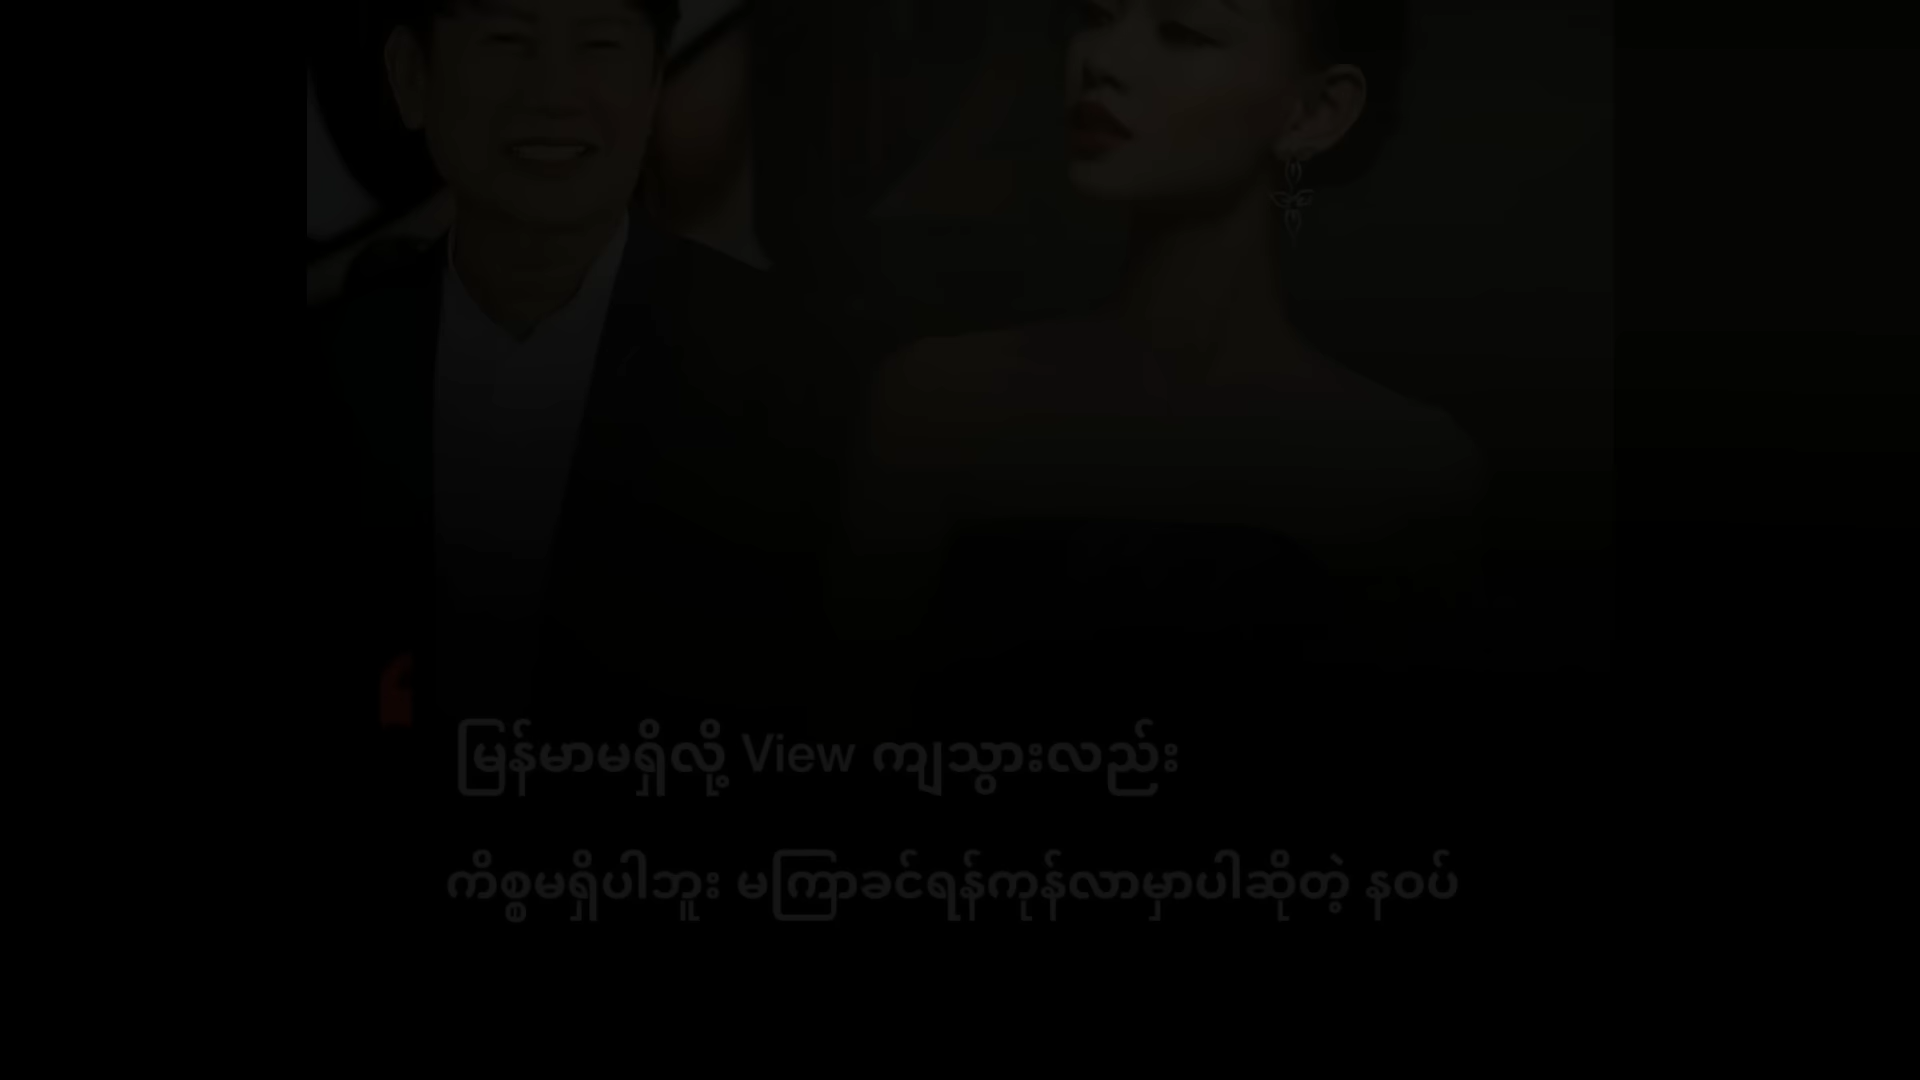 မြန်မာမရှိလို့ View ကျသွားလည်း
ကိစ္စမရှိပါဘူး မကြာခင်ရန်ကုန်လာမှာပါဆိုတဲ့ နဝပ်